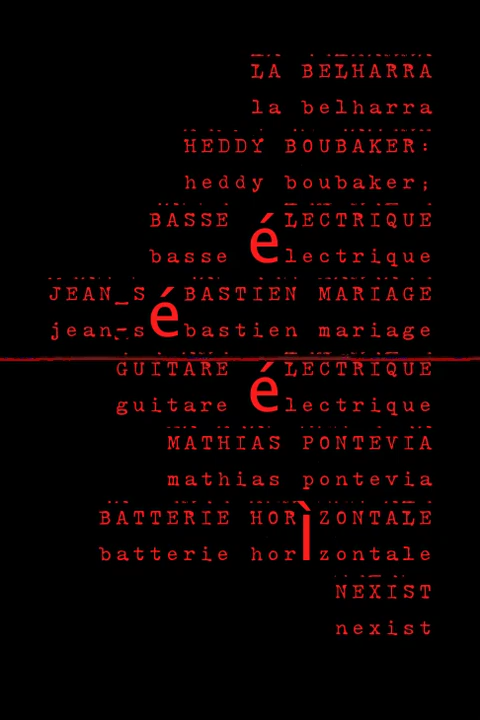 LA BELHARRA
la belharra
HEDDY BOUBAKER:
heddy boubaker;
BASSE éLECTRIQUE
basse électrique
JEAN_SéBASTIEN MARIAGE
jean-sébastien mariage
GUITARE éLECTRIQUE
guitare électrique
MATHIAS PONTEVIA
mathias pontevia
BATTERIE HORìZONTALE
batterie horìzontale
NEXIST
nexist